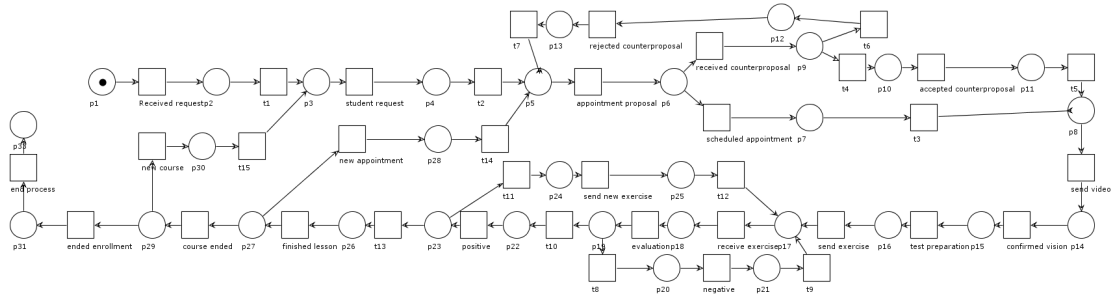 p12
t7 p13 rejected counterproposal t6
received counterproposal p9
t4 p10 accepted counterproposal p11 t5
p1 Received request p2 t1 p3 student request p4 t2 p5 appointment proposal p6
p8
scheduled appointment p7 t3
new course p30 t15 new appointment p28 t14
end process
t11 p24 send new exercise p25 t12
send video
p31 ended enrollment p29 course ended p27 finished lesson p26 t13 p23 positive p22 t10 p19 evaluation p18 receive exercise p17 send exercise p16 test preparation p15 confirmed vision p14
t8 p20 negative p21 t9